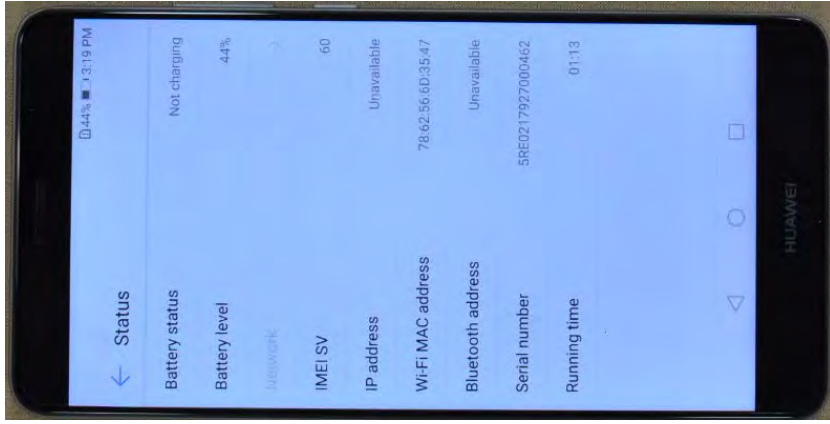 44% 3:19 PM
← Status
Battery status Not charging
Battery level 44%
Network
IMEI SV 60
IP address Unavailable
Wi-Fi MAC address 78:62:56:6D:35:47
Bluetooth address Unavailable
Serial number 5RE0217927000462
Running time 01:13
HUAWEI